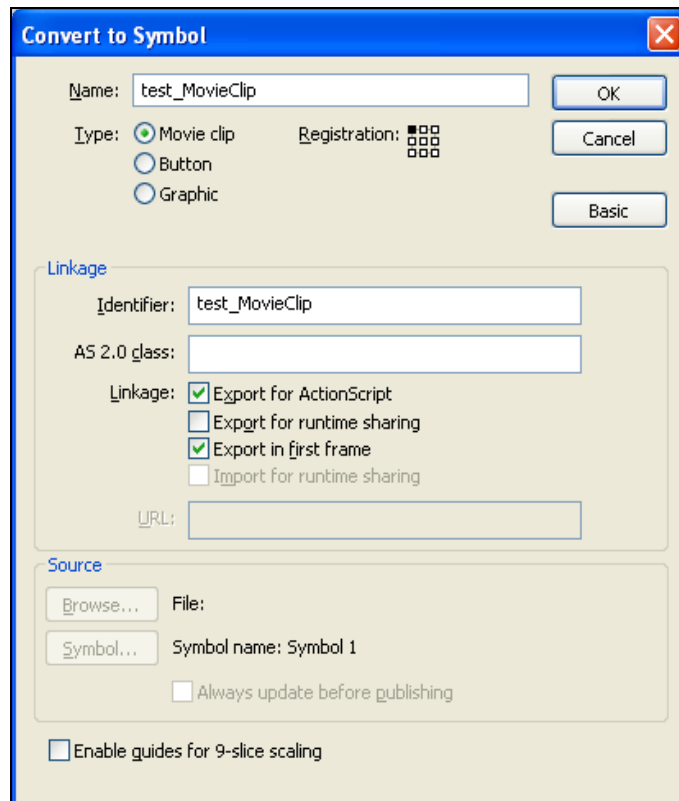 Convert to Symbol
Name: test_MovieClip OK
Type: Movie clip Registration: Cancel
Button
Graphic Basic
Linkage
Identifier: test_MovieClip
AS 2.0 class:
Linkage: Export for ActionScript
Export for runtime sharing
Export in first frame
Import for runtime sharing
URL:
Source
Browse... File:
Symbol... Symbol name: Symbol 1
Always update before publishing
Enable guides for 9-slice scaling